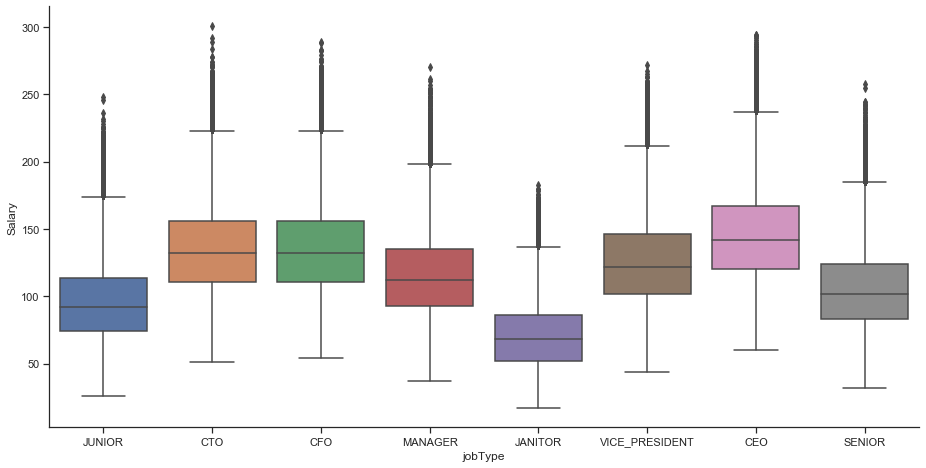 300
250
200
150
100
50
Salary
JUNIOR CTO CFO MANAGER JANITOR VICE_PRESIDENT CEO SENIOR
jobType